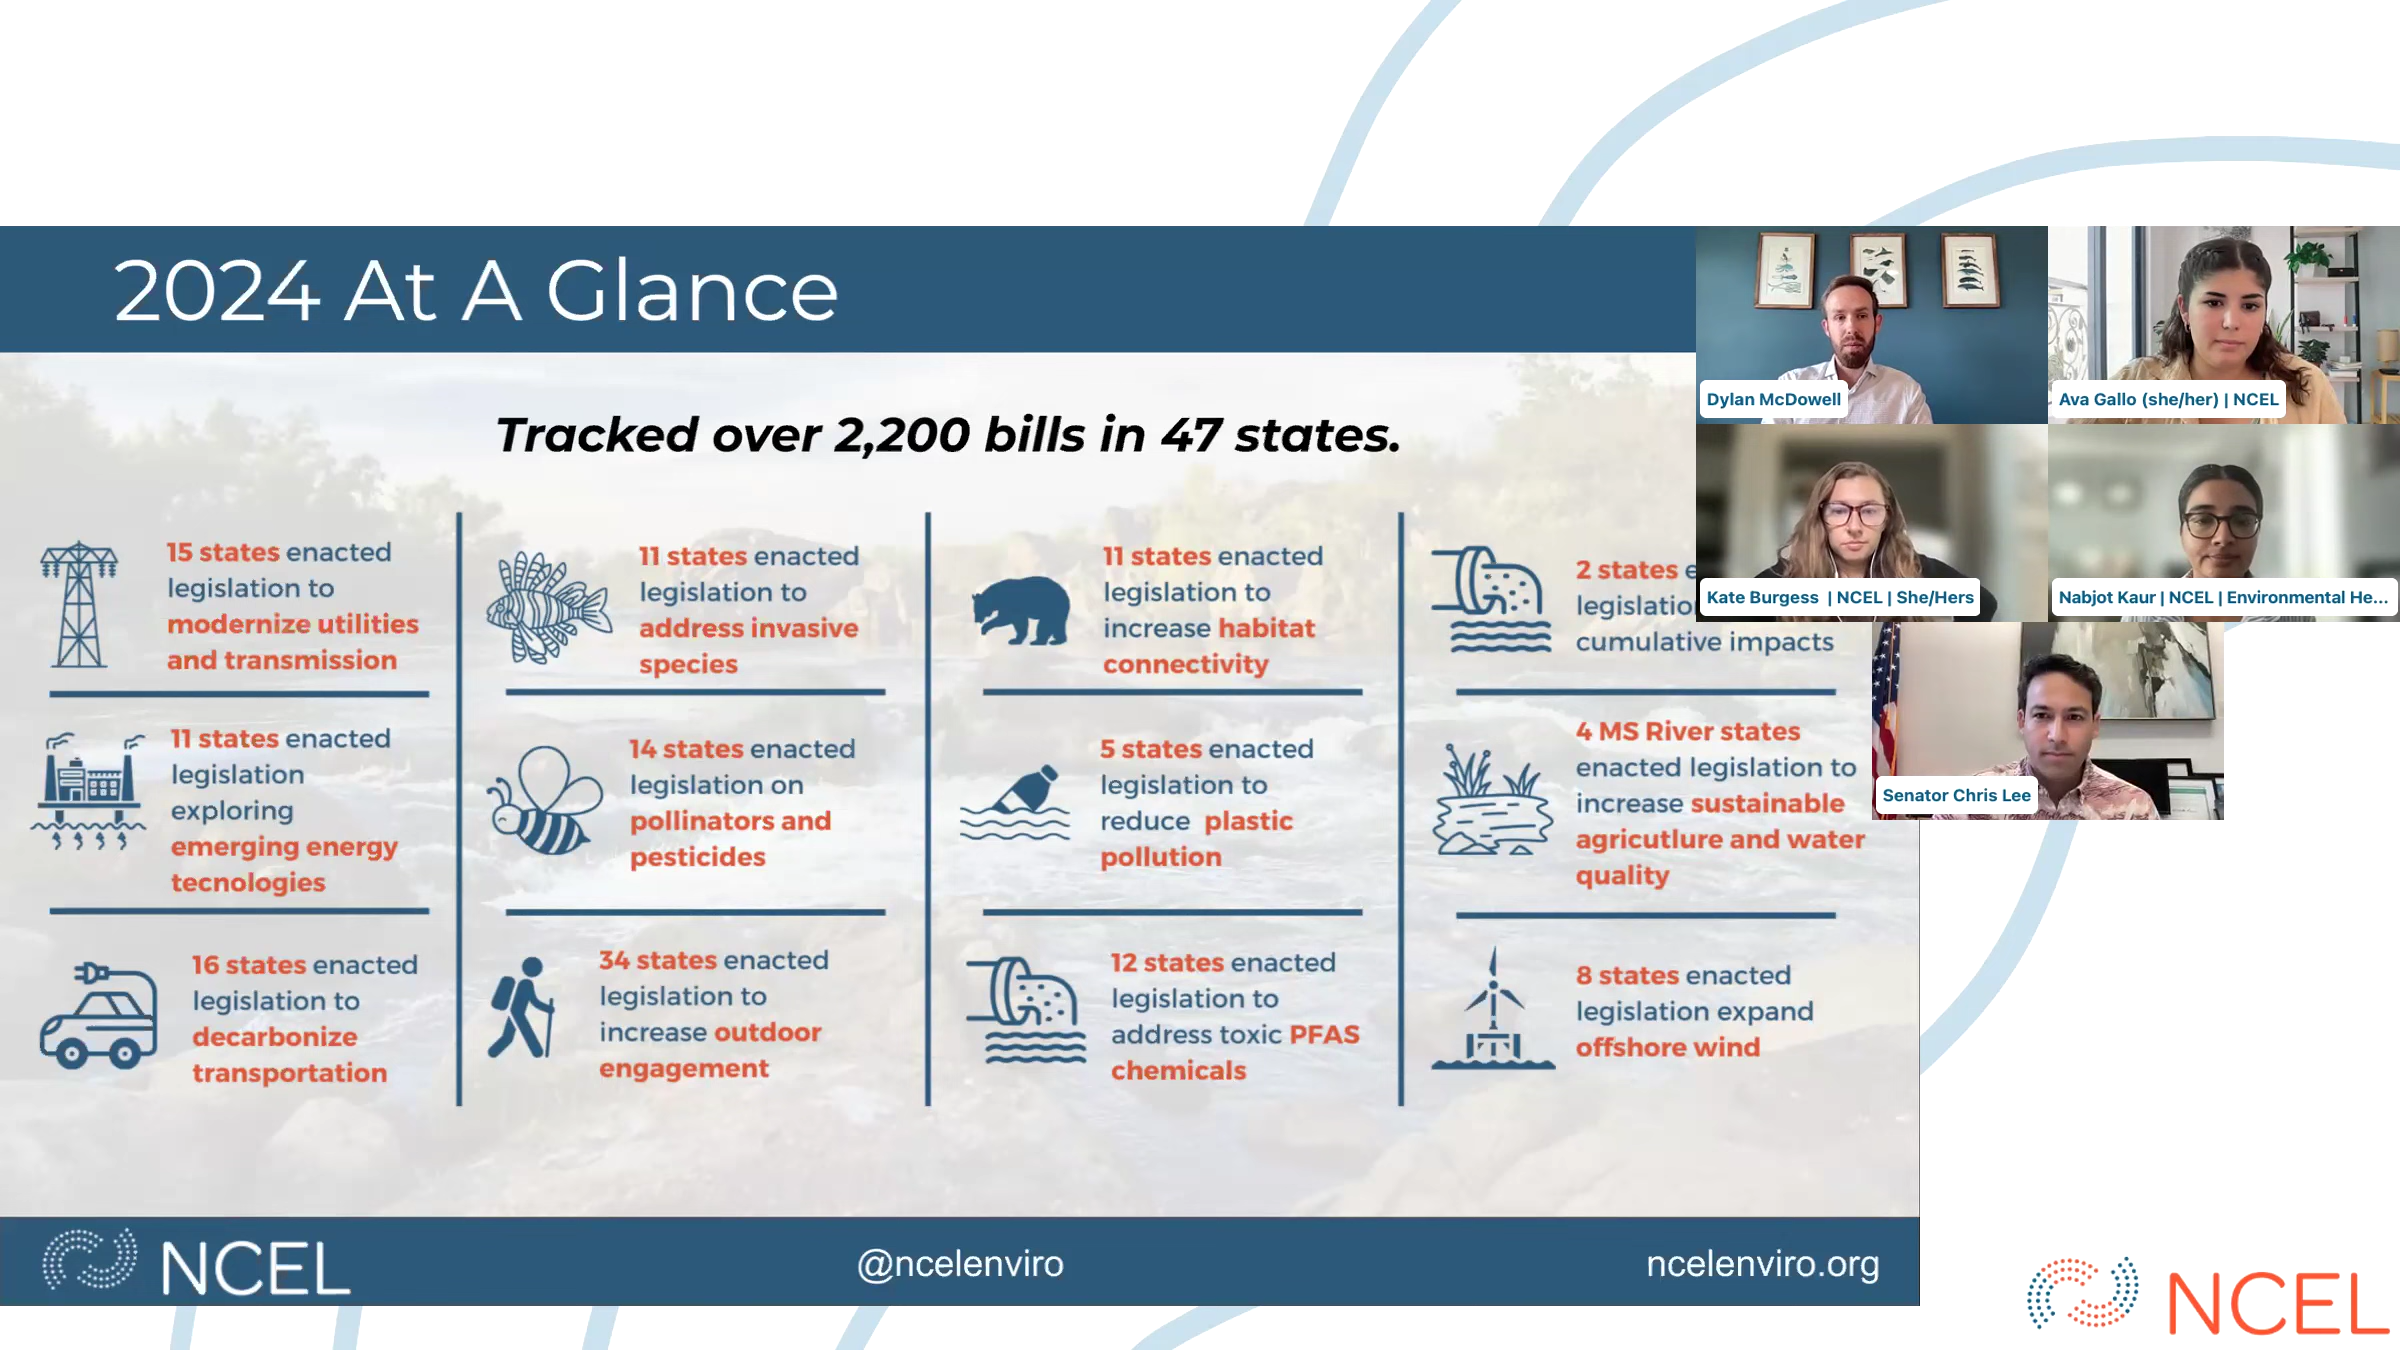 2024 At A Glance
Tracked over 2,200 bills in 47 states.
15 states enacted
legislation to
modernize utilities
and transmission
11 states enacted
legislation
exploring
emerging energy
tecnologies
16 states enacted
legislation to
decarbonize
transportation
11 states enacted
legislation to
address invasive
species
14 states enacted
legislation on
pollinators and
pesticides
34 states enacted
legislation to
increase outdoor
engagement
11 states enacted
legislation to
increase habitat
connectivity
5 states enacted
legislation to
reduce plastic
pollution
12 states enacted
legislation to
address toxic PFAS
chemicals
2 states
cumulative impacts
4 MS River states
enacted legislation to
increase sustainable
agricutlure and water
quality
8 states enacted
legislation expand
offshore wind
Dylan McDowell
Ava Gallo (she/her) | NCEL
Kate Burgess | NCEL | She/Hers
Nabjot Kaur | NCEL | Environmental He...
Senator Chris Lee
NCEL
@ncelenviro
ncelenviro.org
NCEL